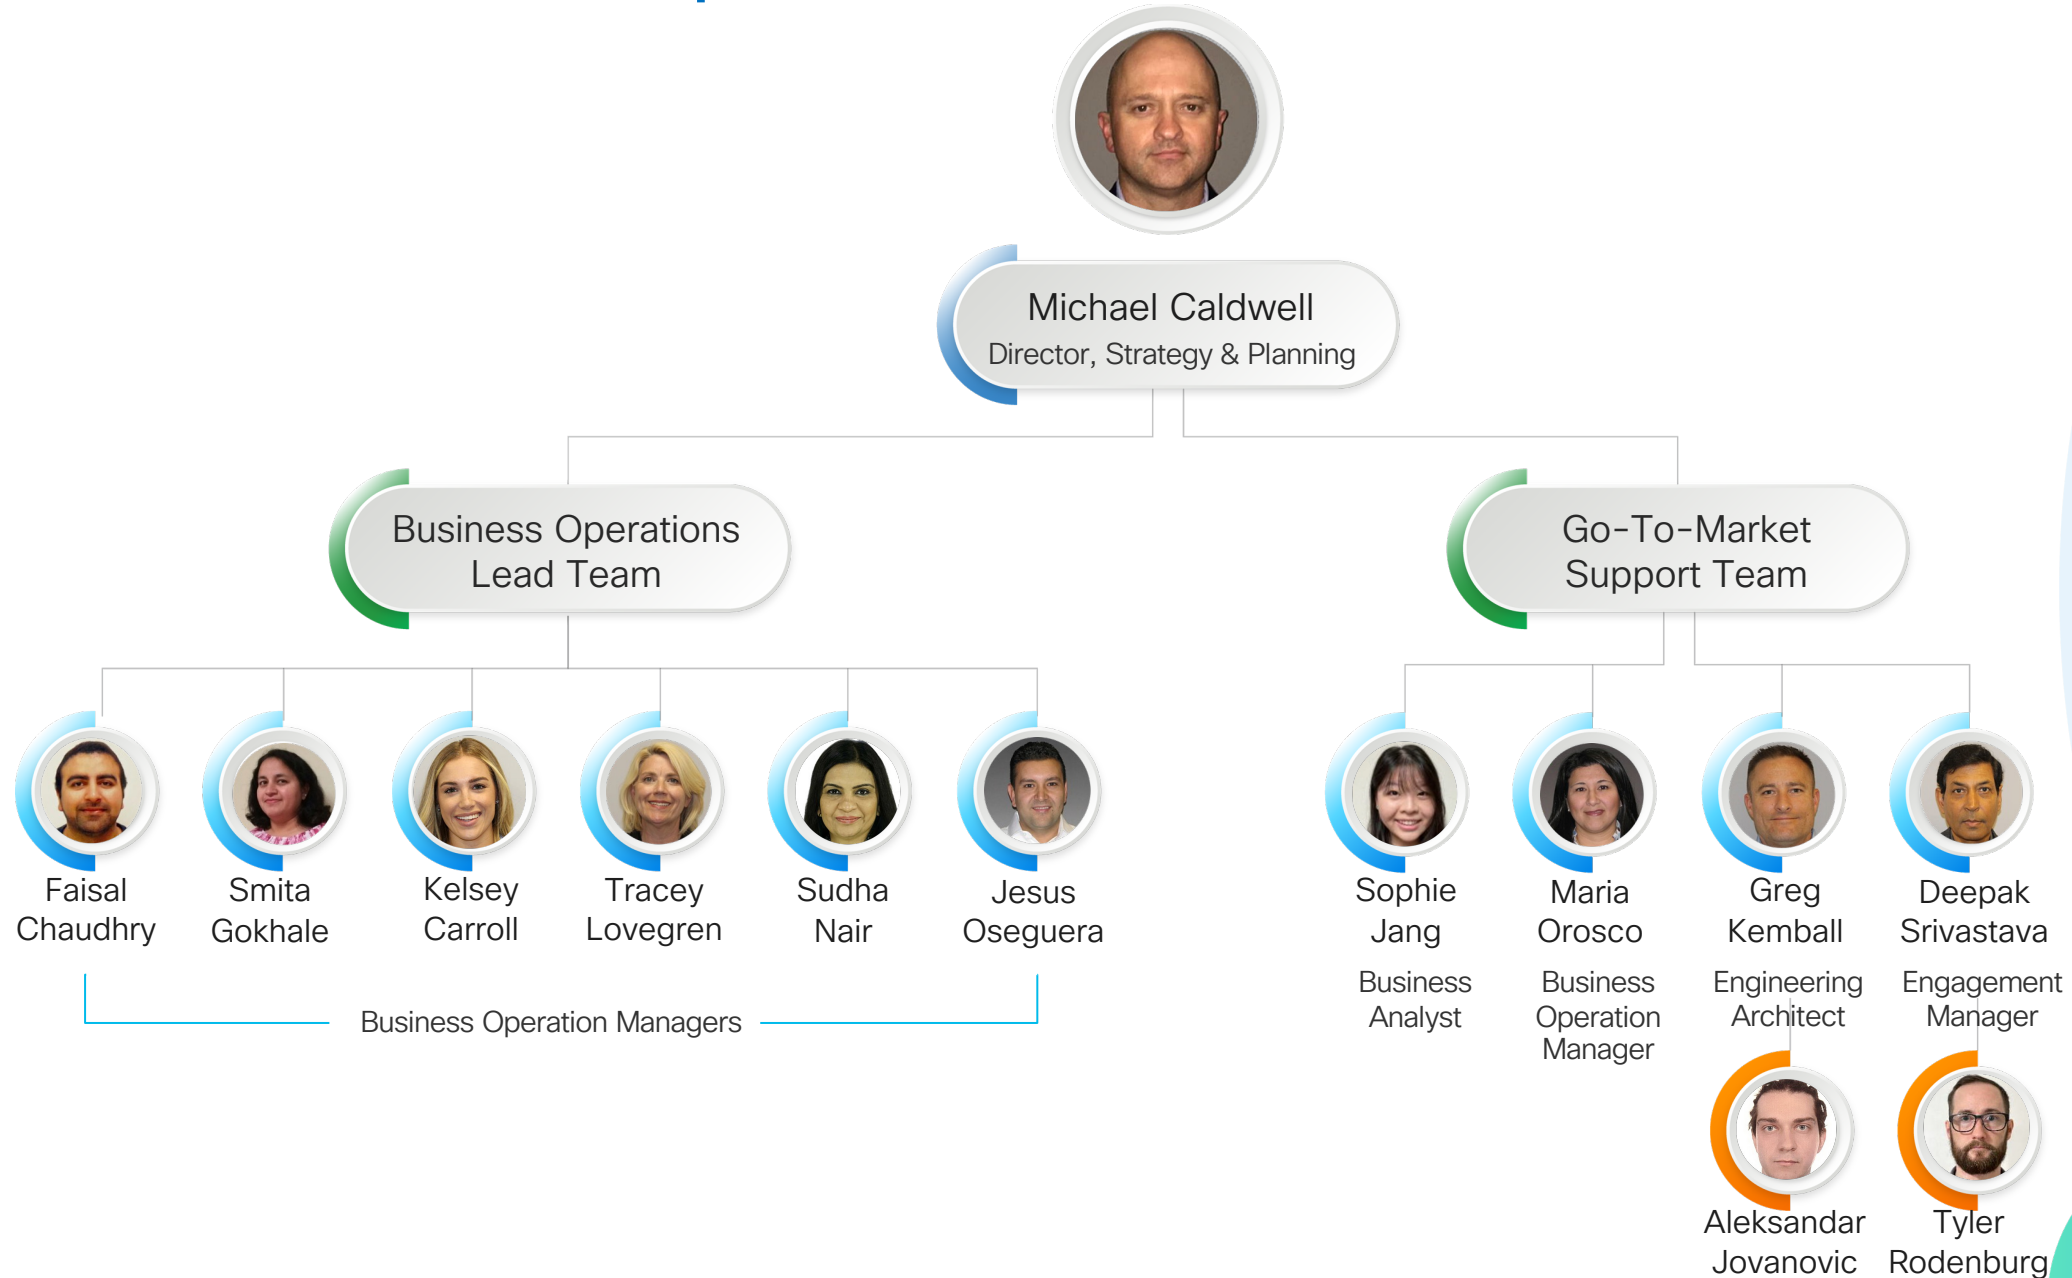 Michael Caldwell
Director, Strategy & Planning
Business Operations
Lead Team
Go-To-Market
Support Team
Faisal
Chaudhry
Smita
Gokhale
Kelsey
Carroll
Tracey
Lovegren
Sudha
Nair
Jesus
Oseguera
Business Operation Managers
Sophie
Jang
Business
Analyst
Maria
Orosco
Business
Operation
Manager
Greg
Kemball
Engineering
Architect
Deepak
Srivastava
Engagement
Manager
Aleksandar
Jovanovic
Tyler
Rodenburg